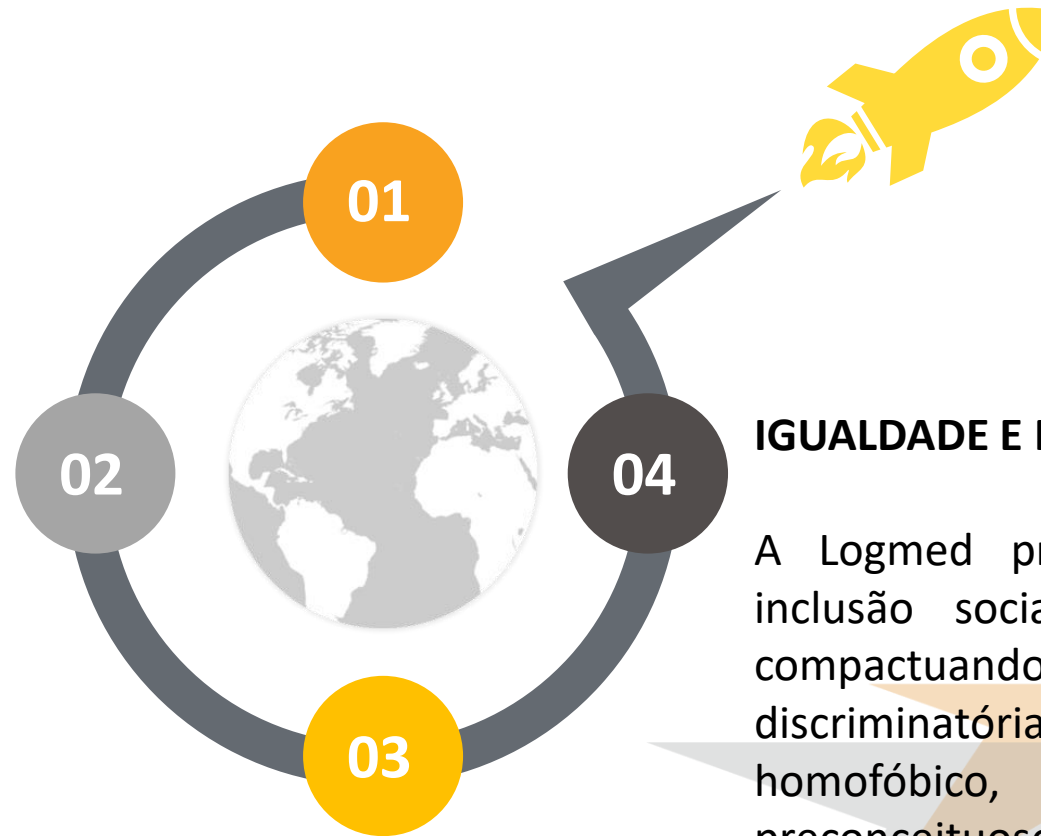 01
02
04
03
IGUALDADE E
A Logmed
inclusão
compactuando
discriminatória
homofóbico,